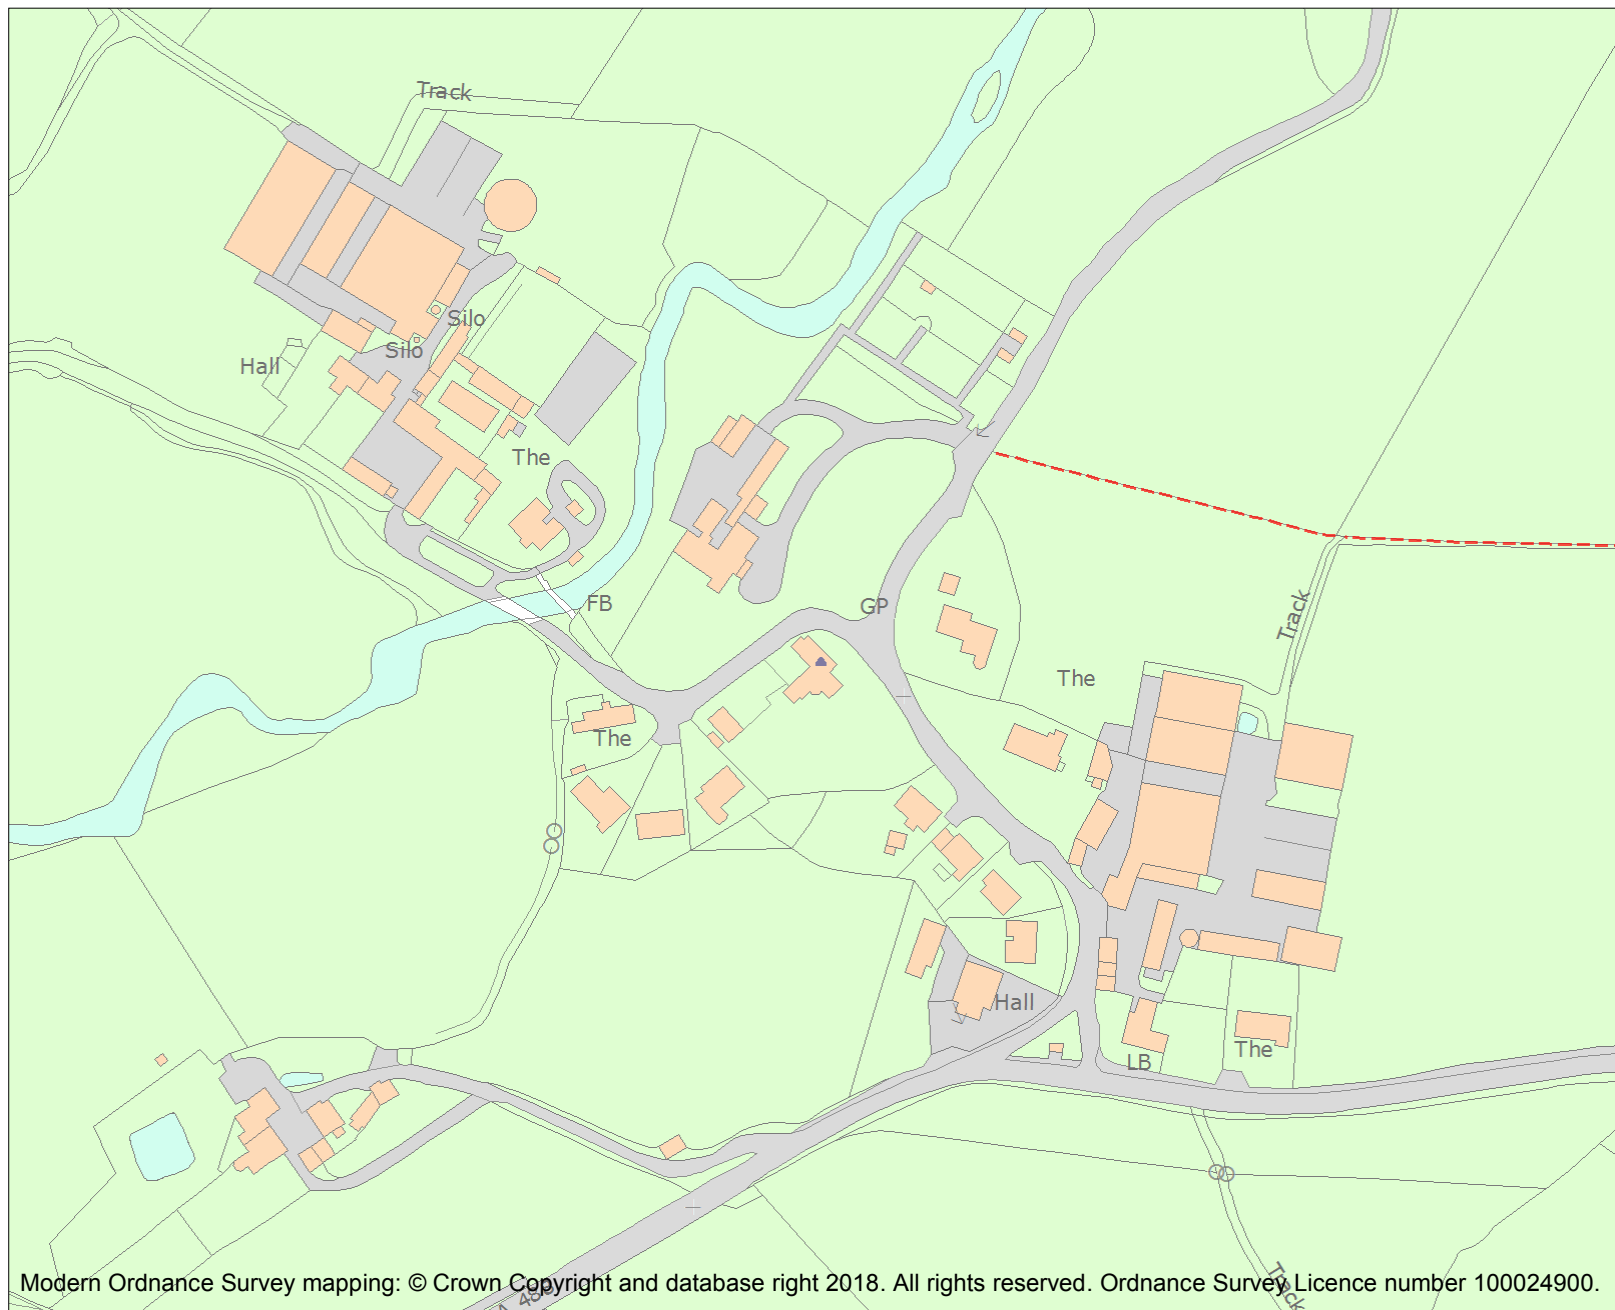 Track
Silo
Silo
Hall
The
FB
GP
Track
The
The
Hall
LB
The
Track
Modern Ordnance Survey mapping: © Crown Copyright and database right 2018. All rights reserved. Ordnance Survey Licence number 100024900.